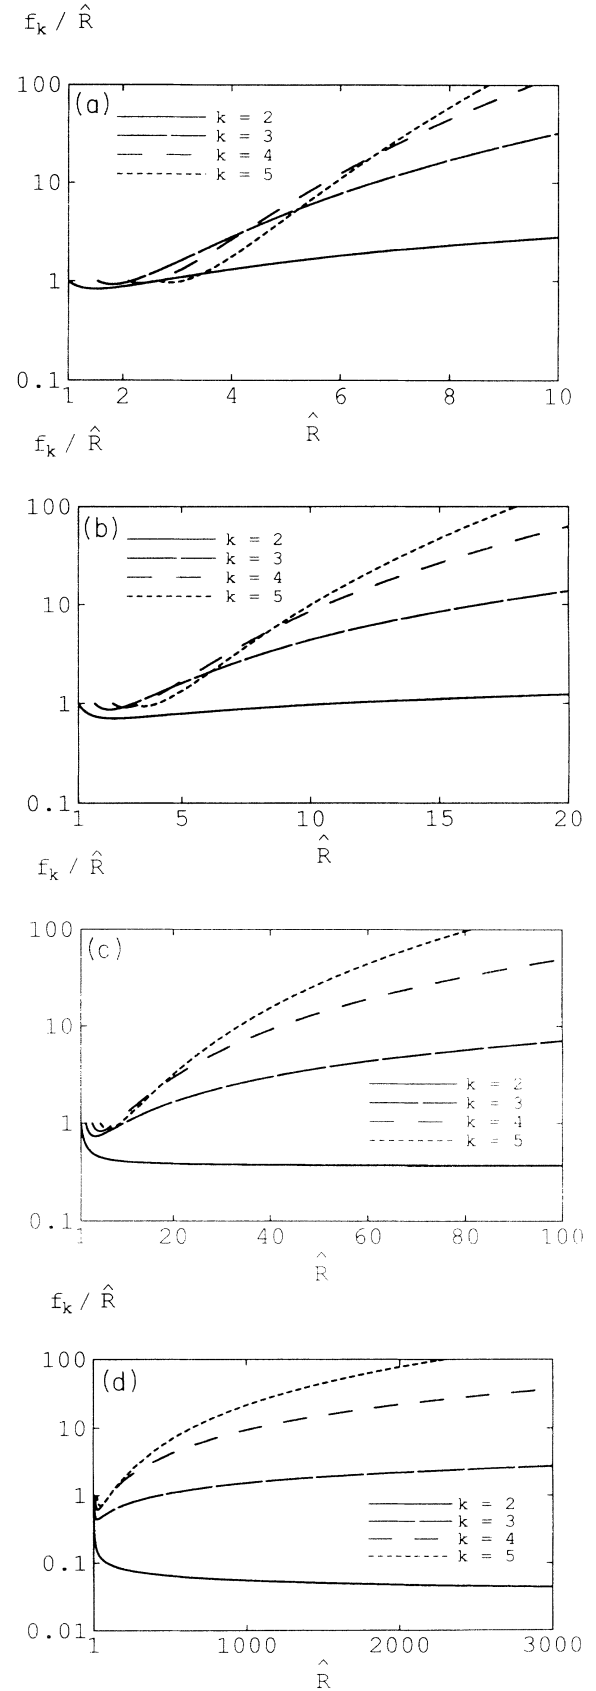 f_k / R̂
100
(a)
k = 2
k = 3
k = 4
k = 5
10
1
0.1
1 2 4 6 8 10
R̂
f_k / R̂
100
(b)
k = 2
k = 3
k = 4
k = 5
10
1
0.1
1 5 10 15 20
R̂
f_k / R̂
100
(c)
10
k = 2
k = 3
k = 4
k = 5
1
0.1
1 20 40 60 80 100
R̂
f_k / R̂
100
(d)
10
1
k = 2
k = 3
k = 4
k = 5
0.1
0.01
1 1000 2000 3000
R̂